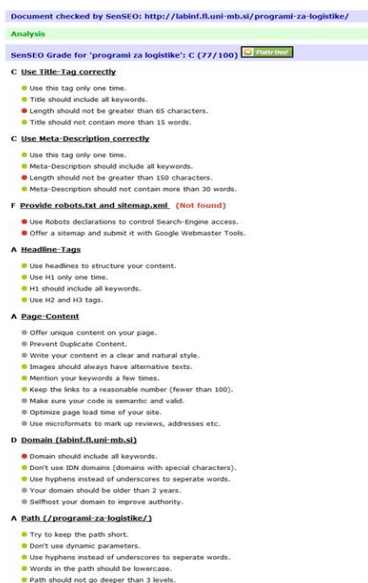 Document checked by SenSEO: http://labinf.fl.uni-mb.si/programi-za-logistike/
Analysis
SenSEO Grade for 'programi za logistike': C (77/100) Flattr this!
C Use Title-Tag correctly
Use this tag only one time.
Title should include all keywords.
Length should not be greater than 65 characters.
Title should not contain more than 15 words.
C Use Meta-Description correctly
Use this tag only one time.
Meta-Description should include all keywords.
Length should not be greater than 150 characters.
Meta-Description should not contain more than 30 words.
F Provide robots.txt and sitemap.xml (Not found)
Use Robots declarations to control Search-Engine access.
Offer a sitemap and submit it with Google Webmaster Tools.
A Headline-Tags
Use headlines to structure your content.
Use H1 only one time.
H1 should include all keywords.
Use H2 and H3 tags.
A Page-Content
Offer unique content on your page.
Prevent Duplicate Content.
Write your content in a clear and natural style.
Images should always have alternative texts.
Mention your keywords a few times.
Keep the links to a reasonable number (fewer than 100).
Make sure your code is semantic and valid.
Optimize page load time of your site.
Use microformats to mark up reviews, addresses etc.
D Domain (labinf.fl.uni-mb.si)
Domain should include all keywords.
Don't use IDN domains (domains with special characters).
Use hyphens instead of underscores to seperate words.
Your domain should be older than 2 years.
Selfhost your domain to improve authority.
A Path (/programi-za-logistike/)
Try to keep the path short.
Don't use dynamic parameters.
Use hyphens instead of underscores to seperate words.
Words in the path should be lowercase.
Path should not go deeper than 3 levels.